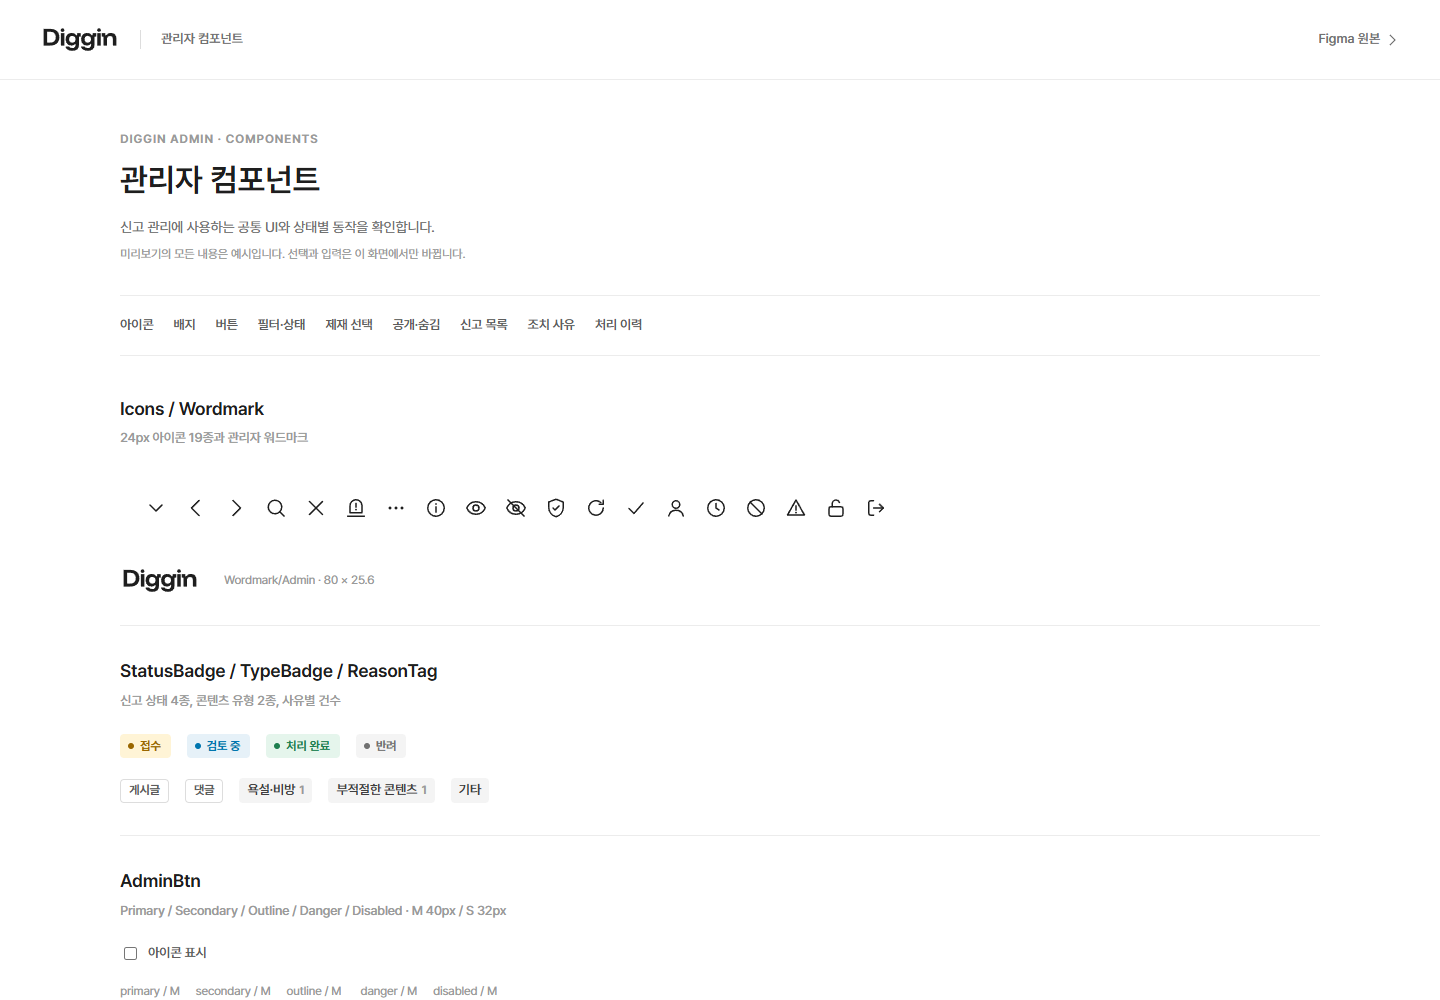 Diggin 관리자 컴포넌트 Figma 원본
DIGGIN ADMIN · COMPONENTS
관리자 컴포넌트
신고 관리에 사용하는 공통 UI와 상태별 동작을 확인합니다.
미리보기의 모든 내용은 예시입니다. 선택과 입력은 이 화면에서만 바뀝니다.
아이콘 배지 버튼 필터·상태 제재 선택 공개·숨김 신고 목록 조치 사유 처리 이력
Icons / Wordmark
24px 아이콘 19종과 관리자 워드마크
Diggin Wordmark/Admin · 80 × 25.6
StatusBadge / TypeBadge / ReasonTag
신고 상태 4종, 콘텐츠 유형 2종, 사유별 건수
접수 검토 중 처리 완료 반려
게시글 댓글 욕설·비방 1 부적절한 콘텐츠 1 기타
AdminBtn
Primary / Secondary / Outline / Danger / Disabled · M 40px / S 32px
아이콘 표시
primary / M secondary / M outline / M danger / M disabled / M